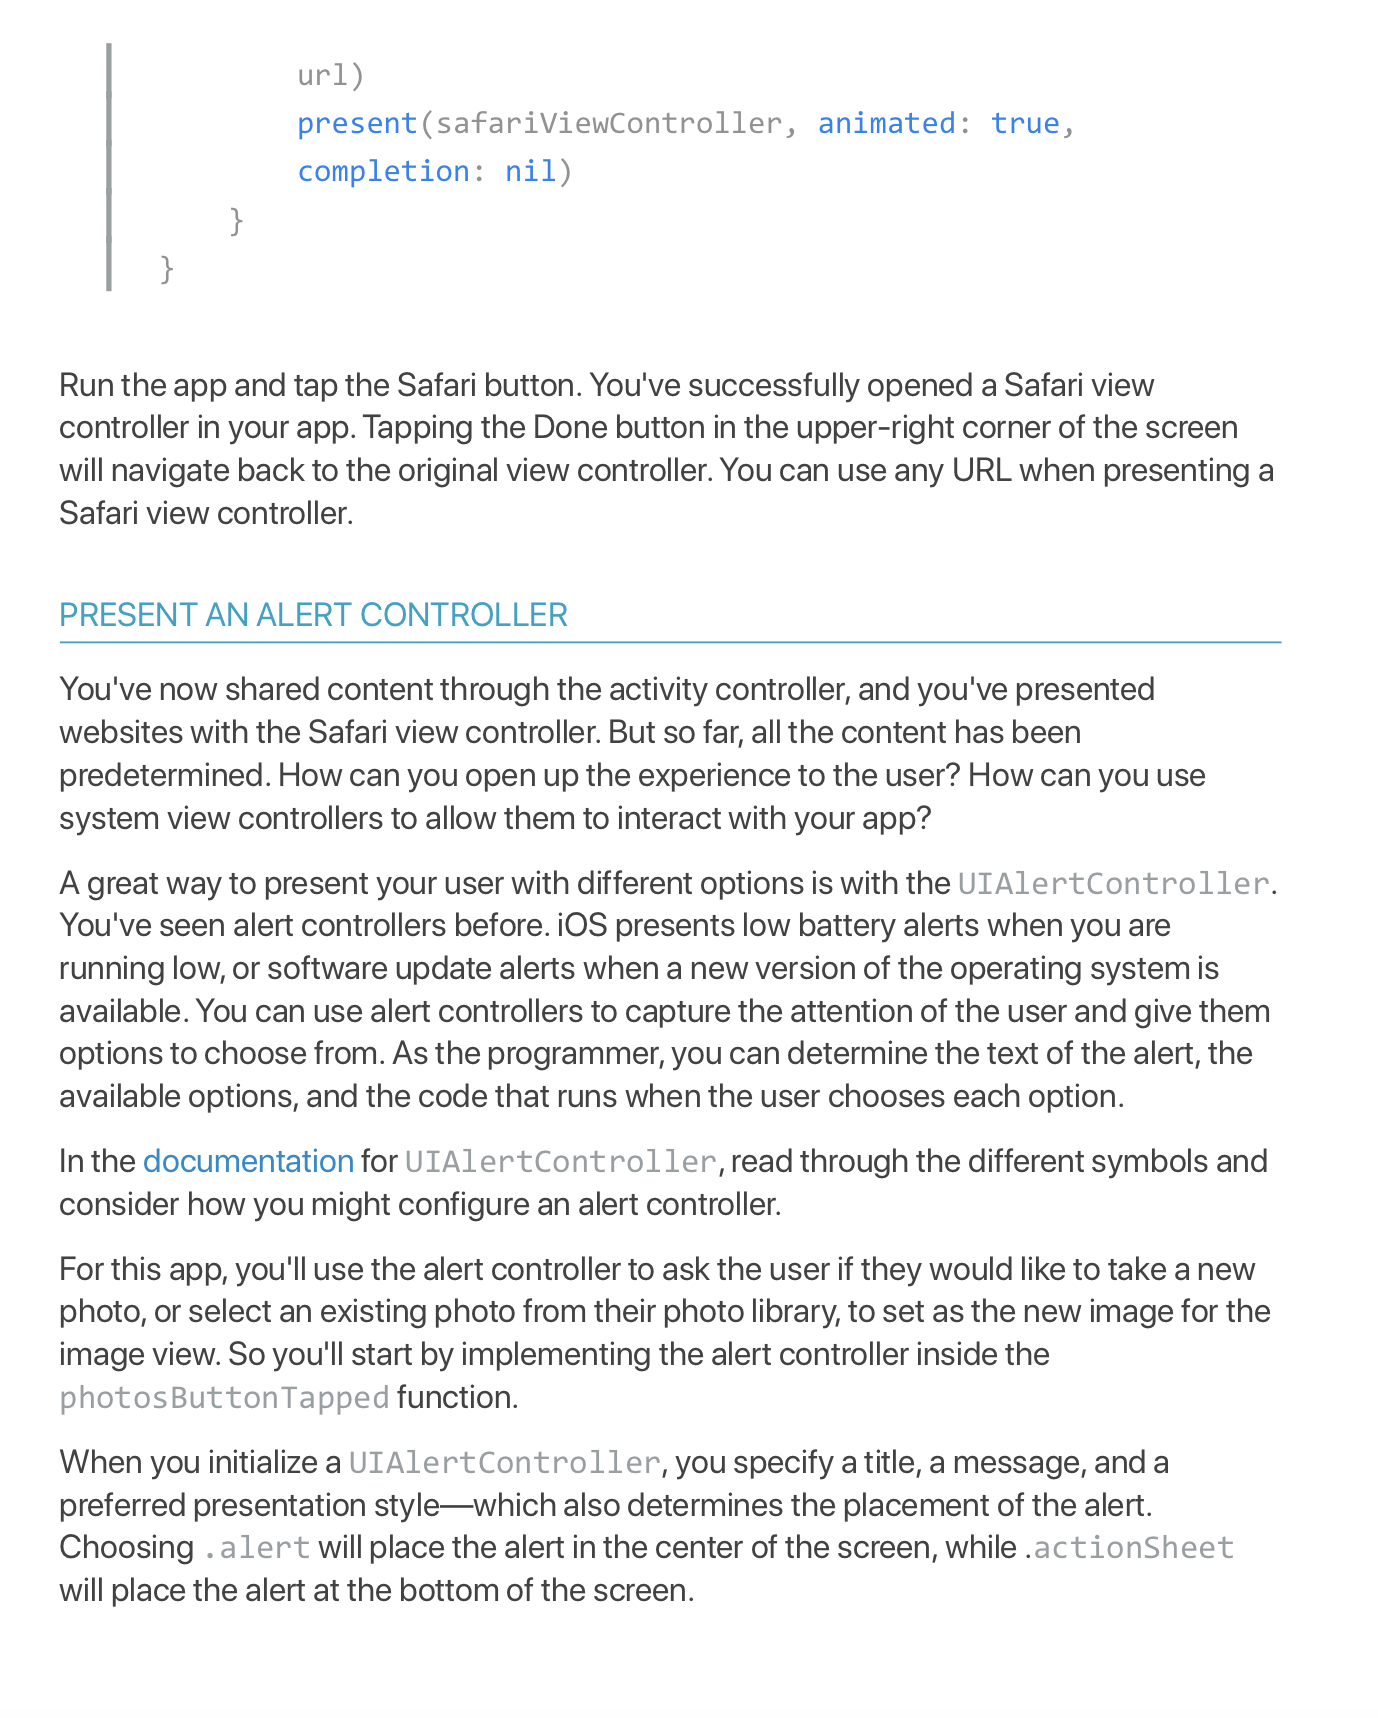 url)
present(safariViewController, animated: true,
completion: nil)
}
}
Run the app and tap the Safari button. You've successfully opened a Safari view
controller in your app. Tapping the Done button in the upper-right corner of the screen
will navigate back to the original view controller. You can use any URL when presenting a
Safari view controller.
PRESENT AN ALERT CONTROLLER
You've now shared content through the activity controller, and you've presented
websites with the Safari view controller. But so far, all the content has been
predetermined. How can you open up the experience to the user? How can you use
system view controllers to allow them to interact with your app?
A great way to present your user with different options is with the UIAlertController.
You've seen alert controllers before. iOS presents low battery alerts when you are
running low, or software update alerts when a new version of the operating system is
available. You can use alert controllers to capture the attention of the user and give them
options to choose from. As the programmer, you can determine the text of the alert, the
available options, and the code that runs when the user chooses each option.
In the documentation for UIAlertController, read through the different symbols and
consider how you might configure an alert controller.
For this app, you'll use the alert controller to ask the user if they would like to take a new
photo, or select an existing photo from their photo library, to set as the new image for the
image view. So you'll start by implementing the alert controller inside the
photosButtonTapped function.
When you initialize a UIAlertController, you specify a title, a message, and a
preferred presentation style—which also determines the placement of the alert.
Choosing .alert will place the alert in the center of the screen, while .actionSheet
will place the alert at the bottom of the screen.